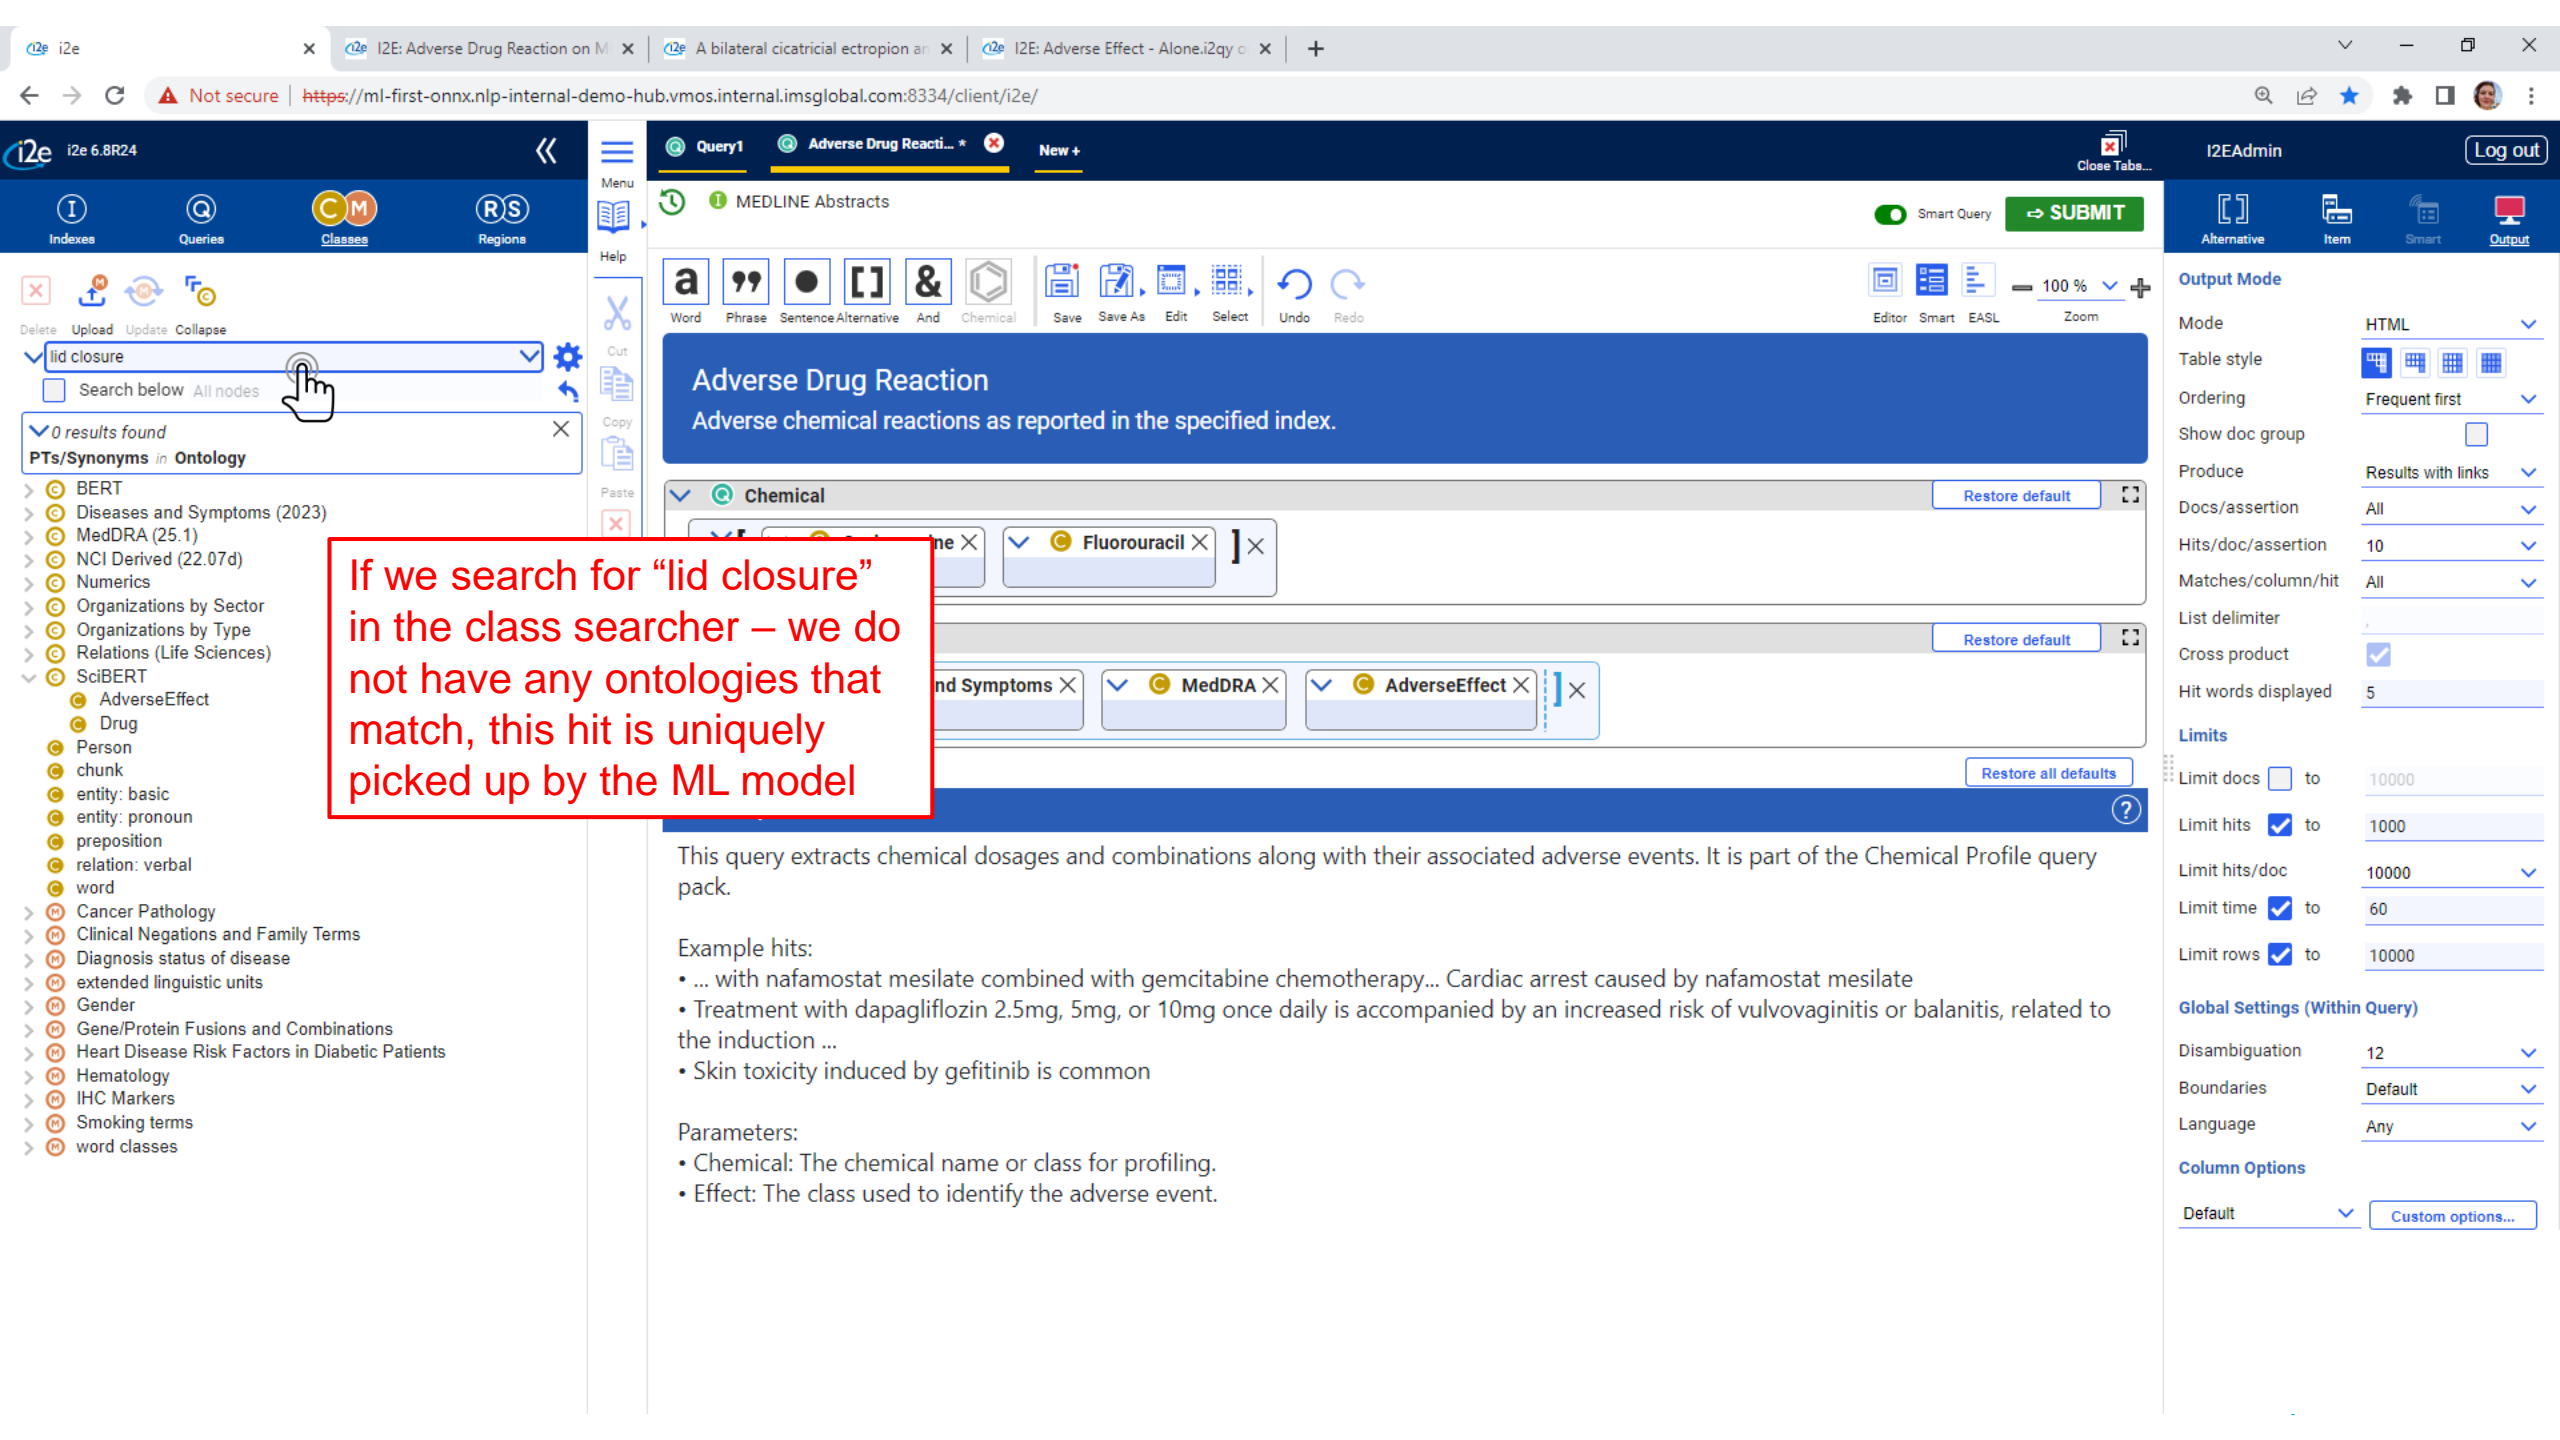 i2e
I2E: Adverse Drug Reaction on M
A bilateral cicatricial ectropion an
I2E: Adverse Effect - Alone.i2qy o
Not secure
https://ml-first-onnx.nlp-internal-demo-hub.vmos.internal.imsglobal.com:8334/client/i2e/
i2e i2e 6.8R24
Indexes
Queries
Classes
Regions
Delete Upload Update Collapse
lid closure
Search below All nodes
0 results found
PTs/Synonyms in Ontology
BERT
Diseases and Symptoms (2023)
MedDRA (25.1)
NCI Derived (22.07d)
Numerics
Organizations by Sector
Organizations by Type
Relations (Life Sciences)
SciBERT
AdverseEffect
Drug
Person
chunk
entity: basic
entity: pronoun
preposition
relation: verbal
word
Cancer Pathology
Clinical Negations and Family Terms
Diagnosis status of disease
extended linguistic units
Gender
Gene/Protein Fusions and Combinations
Heart Disease Risk Factors in Diabetic Patients
Hematology
IHC Markers
Smoking terms
word classes
If we search for “lid closure”
in the class searcher – we do
not have any ontologies that
match, this hit is uniquely
picked up by the ML model
Menu
Help
Cut
Copy
Paste
Query1
Adverse Drug Reacti... *
New +
Close Tabs...
MEDLINE Abstracts
Smart Query
⇨ SUBMIT
Word Phrase Sentence Alternative And Chemical Save Save As Edit Select Undo Redo
Editor Smart EASL
100 %
Zoom
Adverse Drug Reaction
Adverse chemical reactions as reported in the specified index.
Chemical
Restore default
ne
Fluorouracil
Restore default
nd Symptoms
MedDRA
AdverseEffect
Restore all defaults
This query extracts chemical dosages and combinations along with their associated adverse events. It is part of the Chemical Profile query
pack.
Example hits:
• ... with nafamostat mesilate combined with gemcitabine chemotherapy... Cardiac arrest caused by nafamostat mesilate
• Treatment with dapagliflozin 2.5mg, 5mg, or 10mg once daily is accompanied by an increased risk of vulvovaginitis or balanitis, related to
the induction ...
• Skin toxicity induced by gefitinib is common
Parameters:
• Chemical: The chemical name or class for profiling.
• Effect: The class used to identify the adverse event.
I2EAdmin
Log out
Alternative Item Smart Output
Output Mode
Mode HTML
Table style
Ordering Frequent first
Show doc group
Produce Results with links
Docs/assertion All
Hits/doc/assertion 10
Matches/column/hit All
List delimiter ,
Cross product
Hit words displayed 5
Limits
Limit docs to 10000
Limit hits to 1000
Limit hits/doc 10000
Limit time to 60
Limit rows to 10000
Global Settings (Within Query)
Disambiguation 12
Boundaries Default
Language Any
Column Options
Default Custom options...